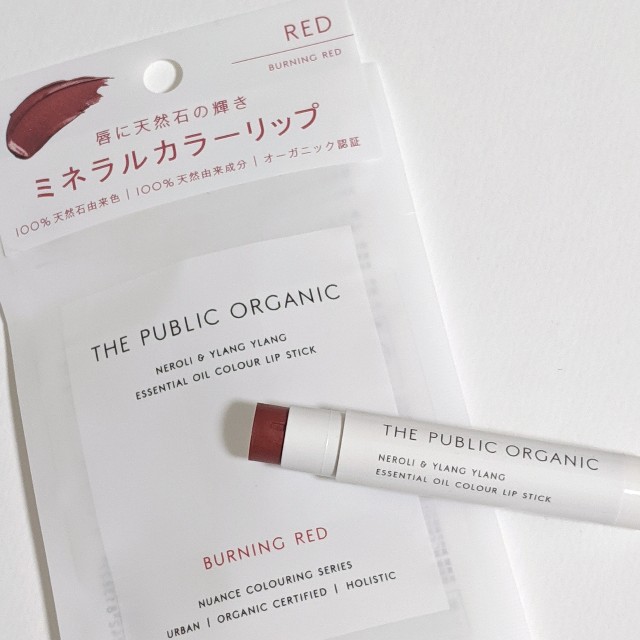 RED
BURNING RED
唇に天然石の輝き
ミネラルカラーリップ
100%天然石由来色 | 100%天然由来成分 | オーガニック認証
THE PUBLIC ORGANIC
NEROLI & YLANG YLANG
ESSENTIAL OIL COLOUR LIP STICK
BURNING RED
NUANCE COLOURING SERIES
URBAN | ORGANIC CERTIFIED | HOLISTIC
THE PUBLIC ORGANIC
NEROLI & YLANG YLANG
ESSENTIAL OIL COLOUR LIP STICK